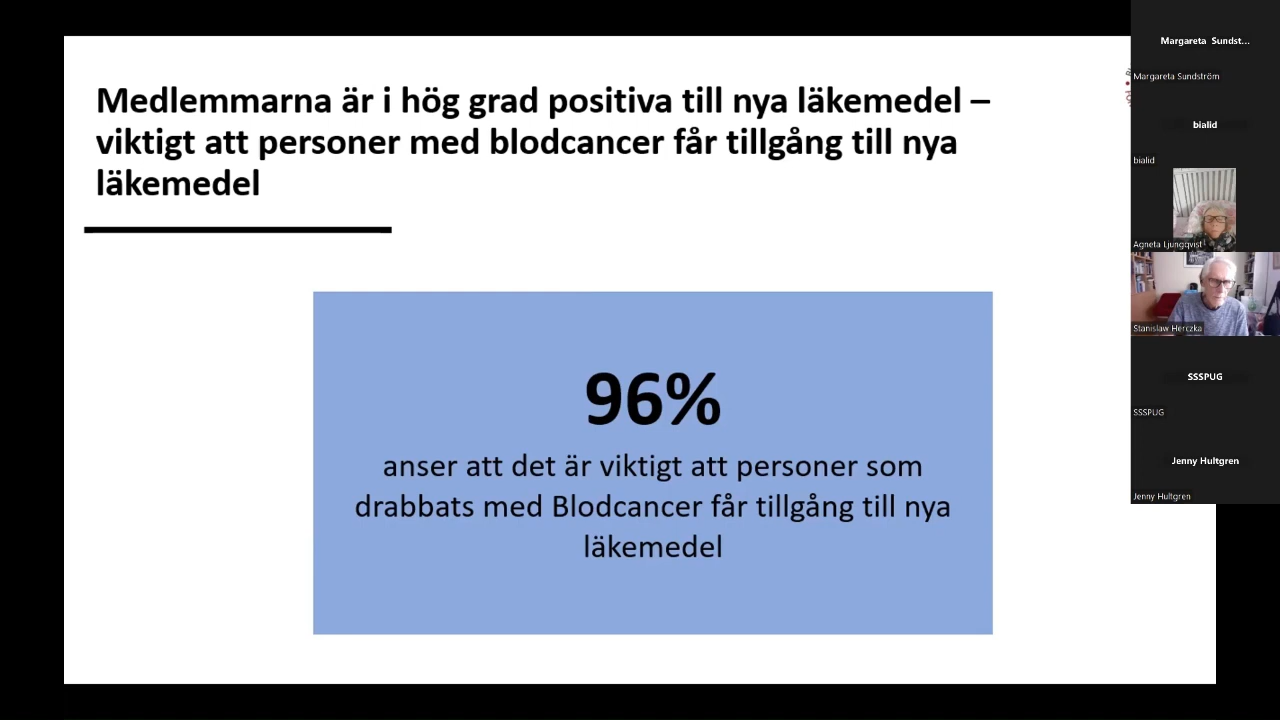 Medlemmarna är i hög grad positiva till nya läkemedel –
viktigt att personer med blodcancer får tillgång till nya
läkemedel
96%
anser att det är viktigt att personer som
drabbats med Blodcancer får tillgång till nya
läkemedel
Margareta Sundst...
Margareta Sundström
bialid
bialid
Agneta Ljungqvist
Stanislaw Herczka
SSSPUG
SSSPUG
Jenny Hultgren
Jenny Hultgren